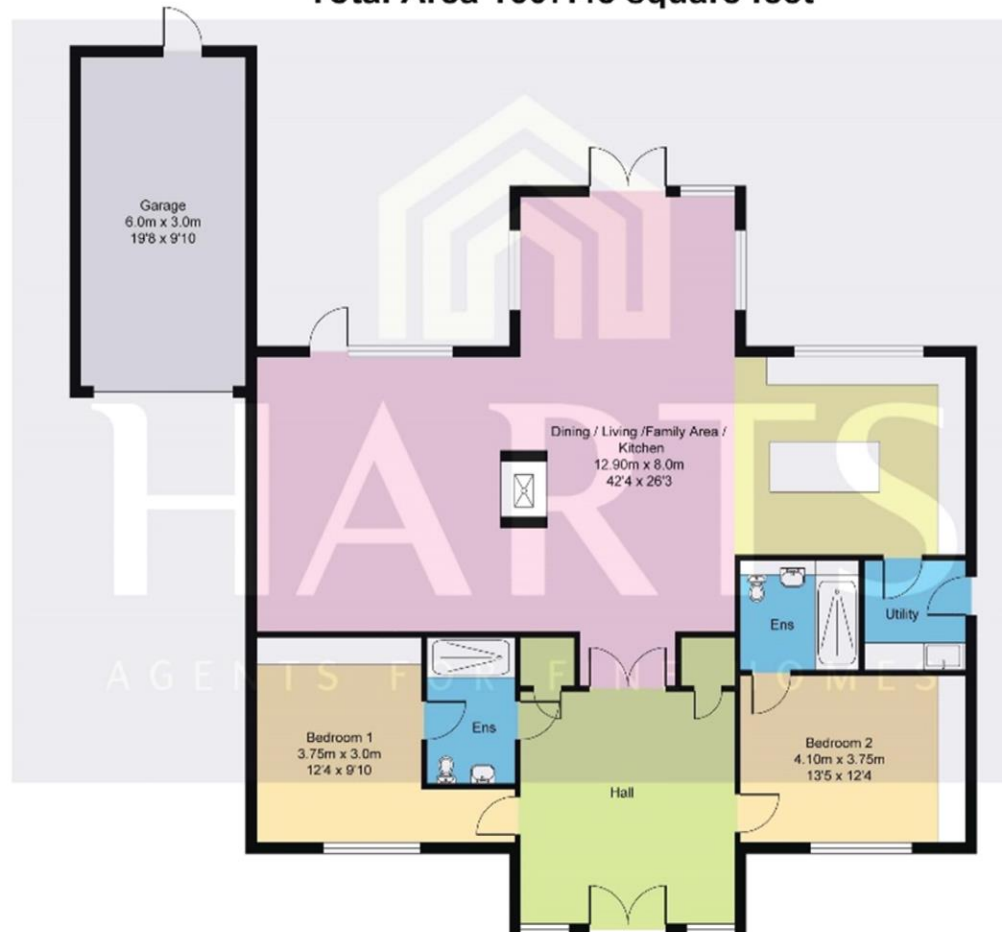 Garage
6.0m x 3.0m
19'8 x 9'10
Dining / Living /Family Area /
Kitchen
12.90m x 8.0m
42'4 x 26'3
HARTS
AGENTS FOR FINE HOMES
Ens
Utility
Ens
Bedroom 1
3.75m x 3.0m
12'4 x 9'10
Bedroom 2
4.10m x 3.75m
13'5 x 12'4
Hall